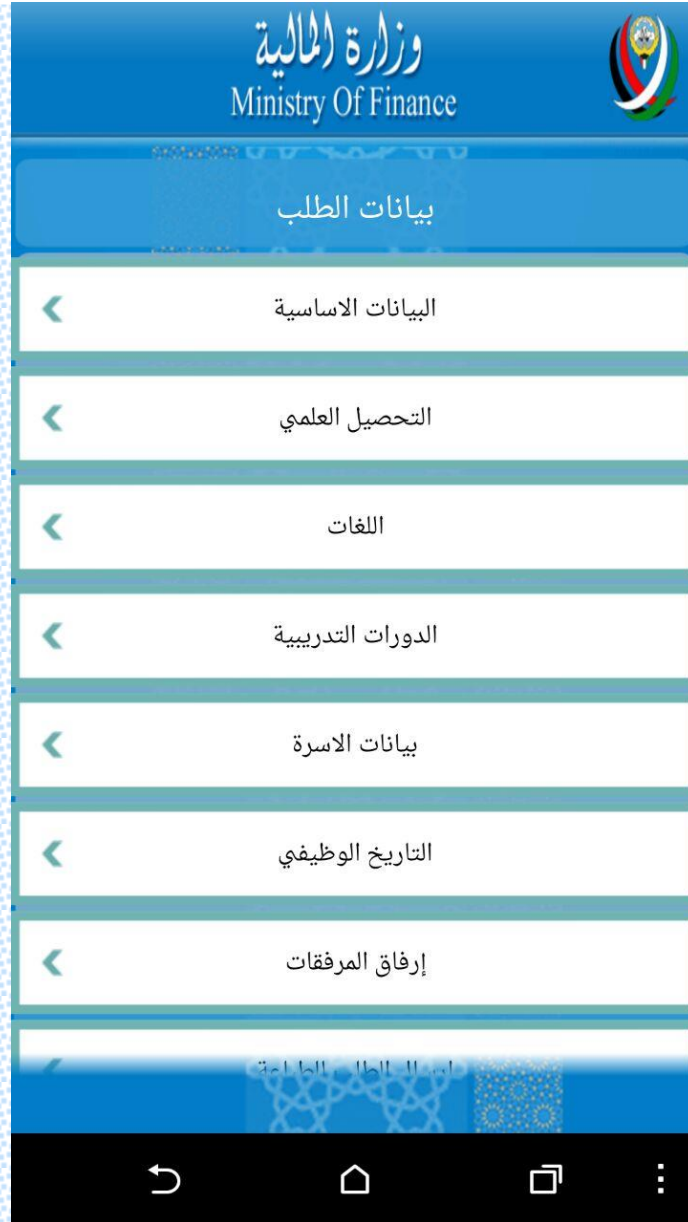 وزارة المالية
Ministry Of Finance
بيانات الطلب
البيانات الاساسية
التحصيل العلمي
اللغات
الدورات التدريبية
بيانات الاسرة
التاريخ الوظيفي
إرفاق المرفقات